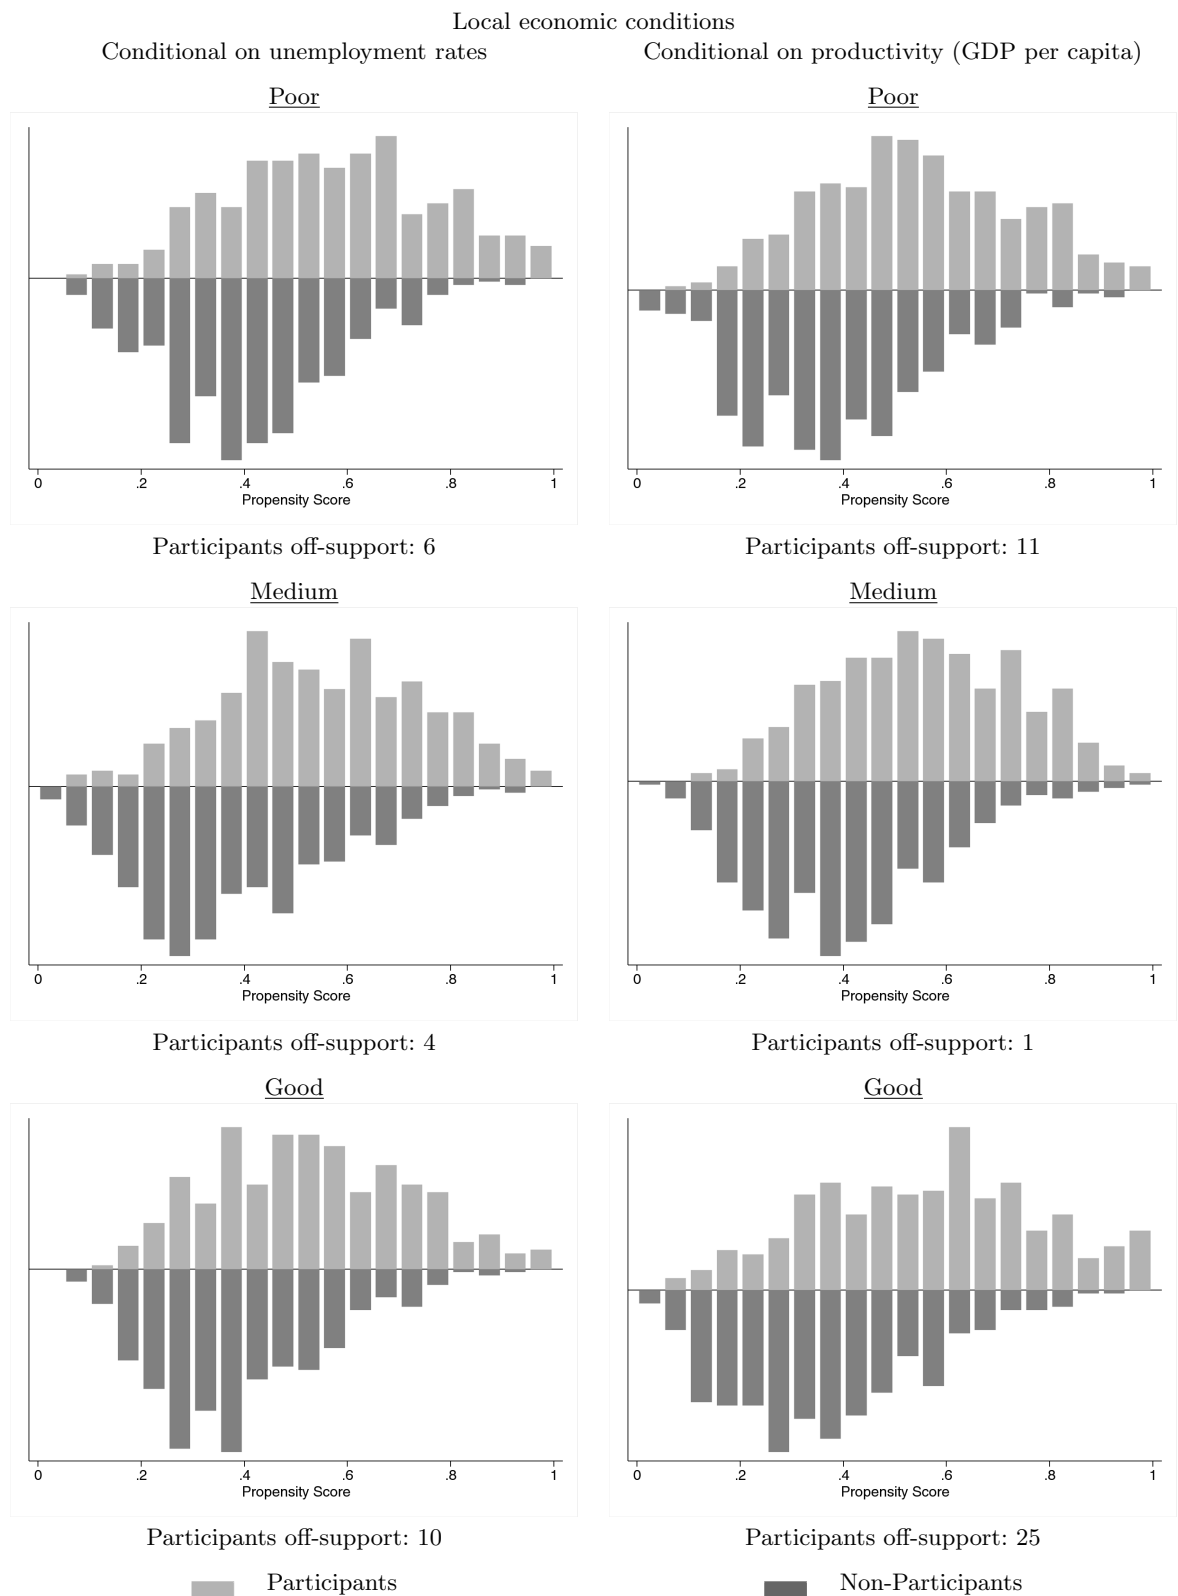 Local economic conditions
Conditional on unemployment rates
Conditional on productivity (GDP per capita)
Poor
Poor
0 .2 .4 .6 .8 1
Propensity Score
0 .2 .4 .6 .8 1
Propensity Score
Participants off-support: 6
Participants off-support: 11
Medium
Medium
0 .2 .4 .6 .8 1
Propensity Score
0 .2 .4 .6 .8 1
Propensity Score
Participants off-support: 4
Participants off-support: 1
Good
Good
0 .2 .4 .6 .8 1
Propensity Score
0 .2 .4 .6 .8 1
Propensity Score
Participants off-support: 10
Participants off-support: 25
Participants
Non-Participants